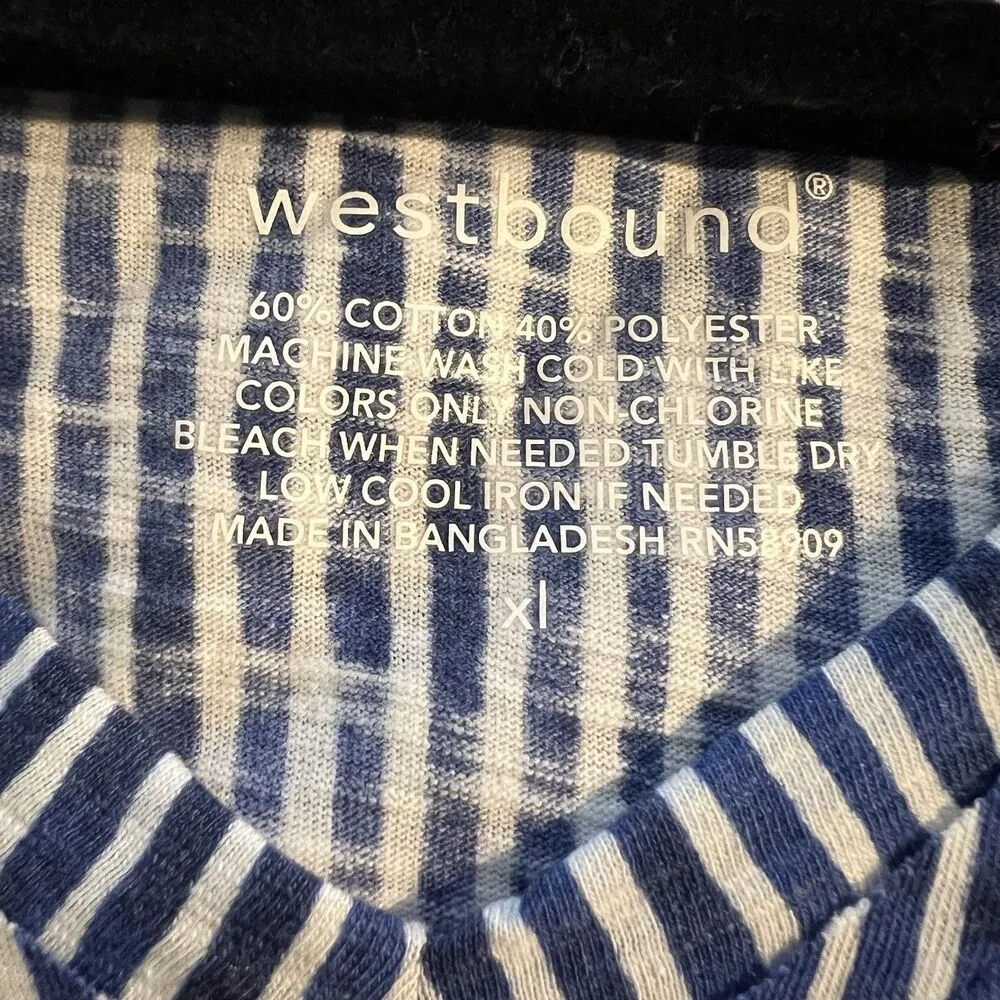 westbound®
60% COTTON 40% POLYESTER
MACHINE WASH COLD WITH LIKE
COLORS ONLY NON-CHLORINE
BLEACH WHEN NEEDED TUMBLE DRY
LOW COOL IRON IF NEEDED
MADE IN BANGLADESH RN58909
xl